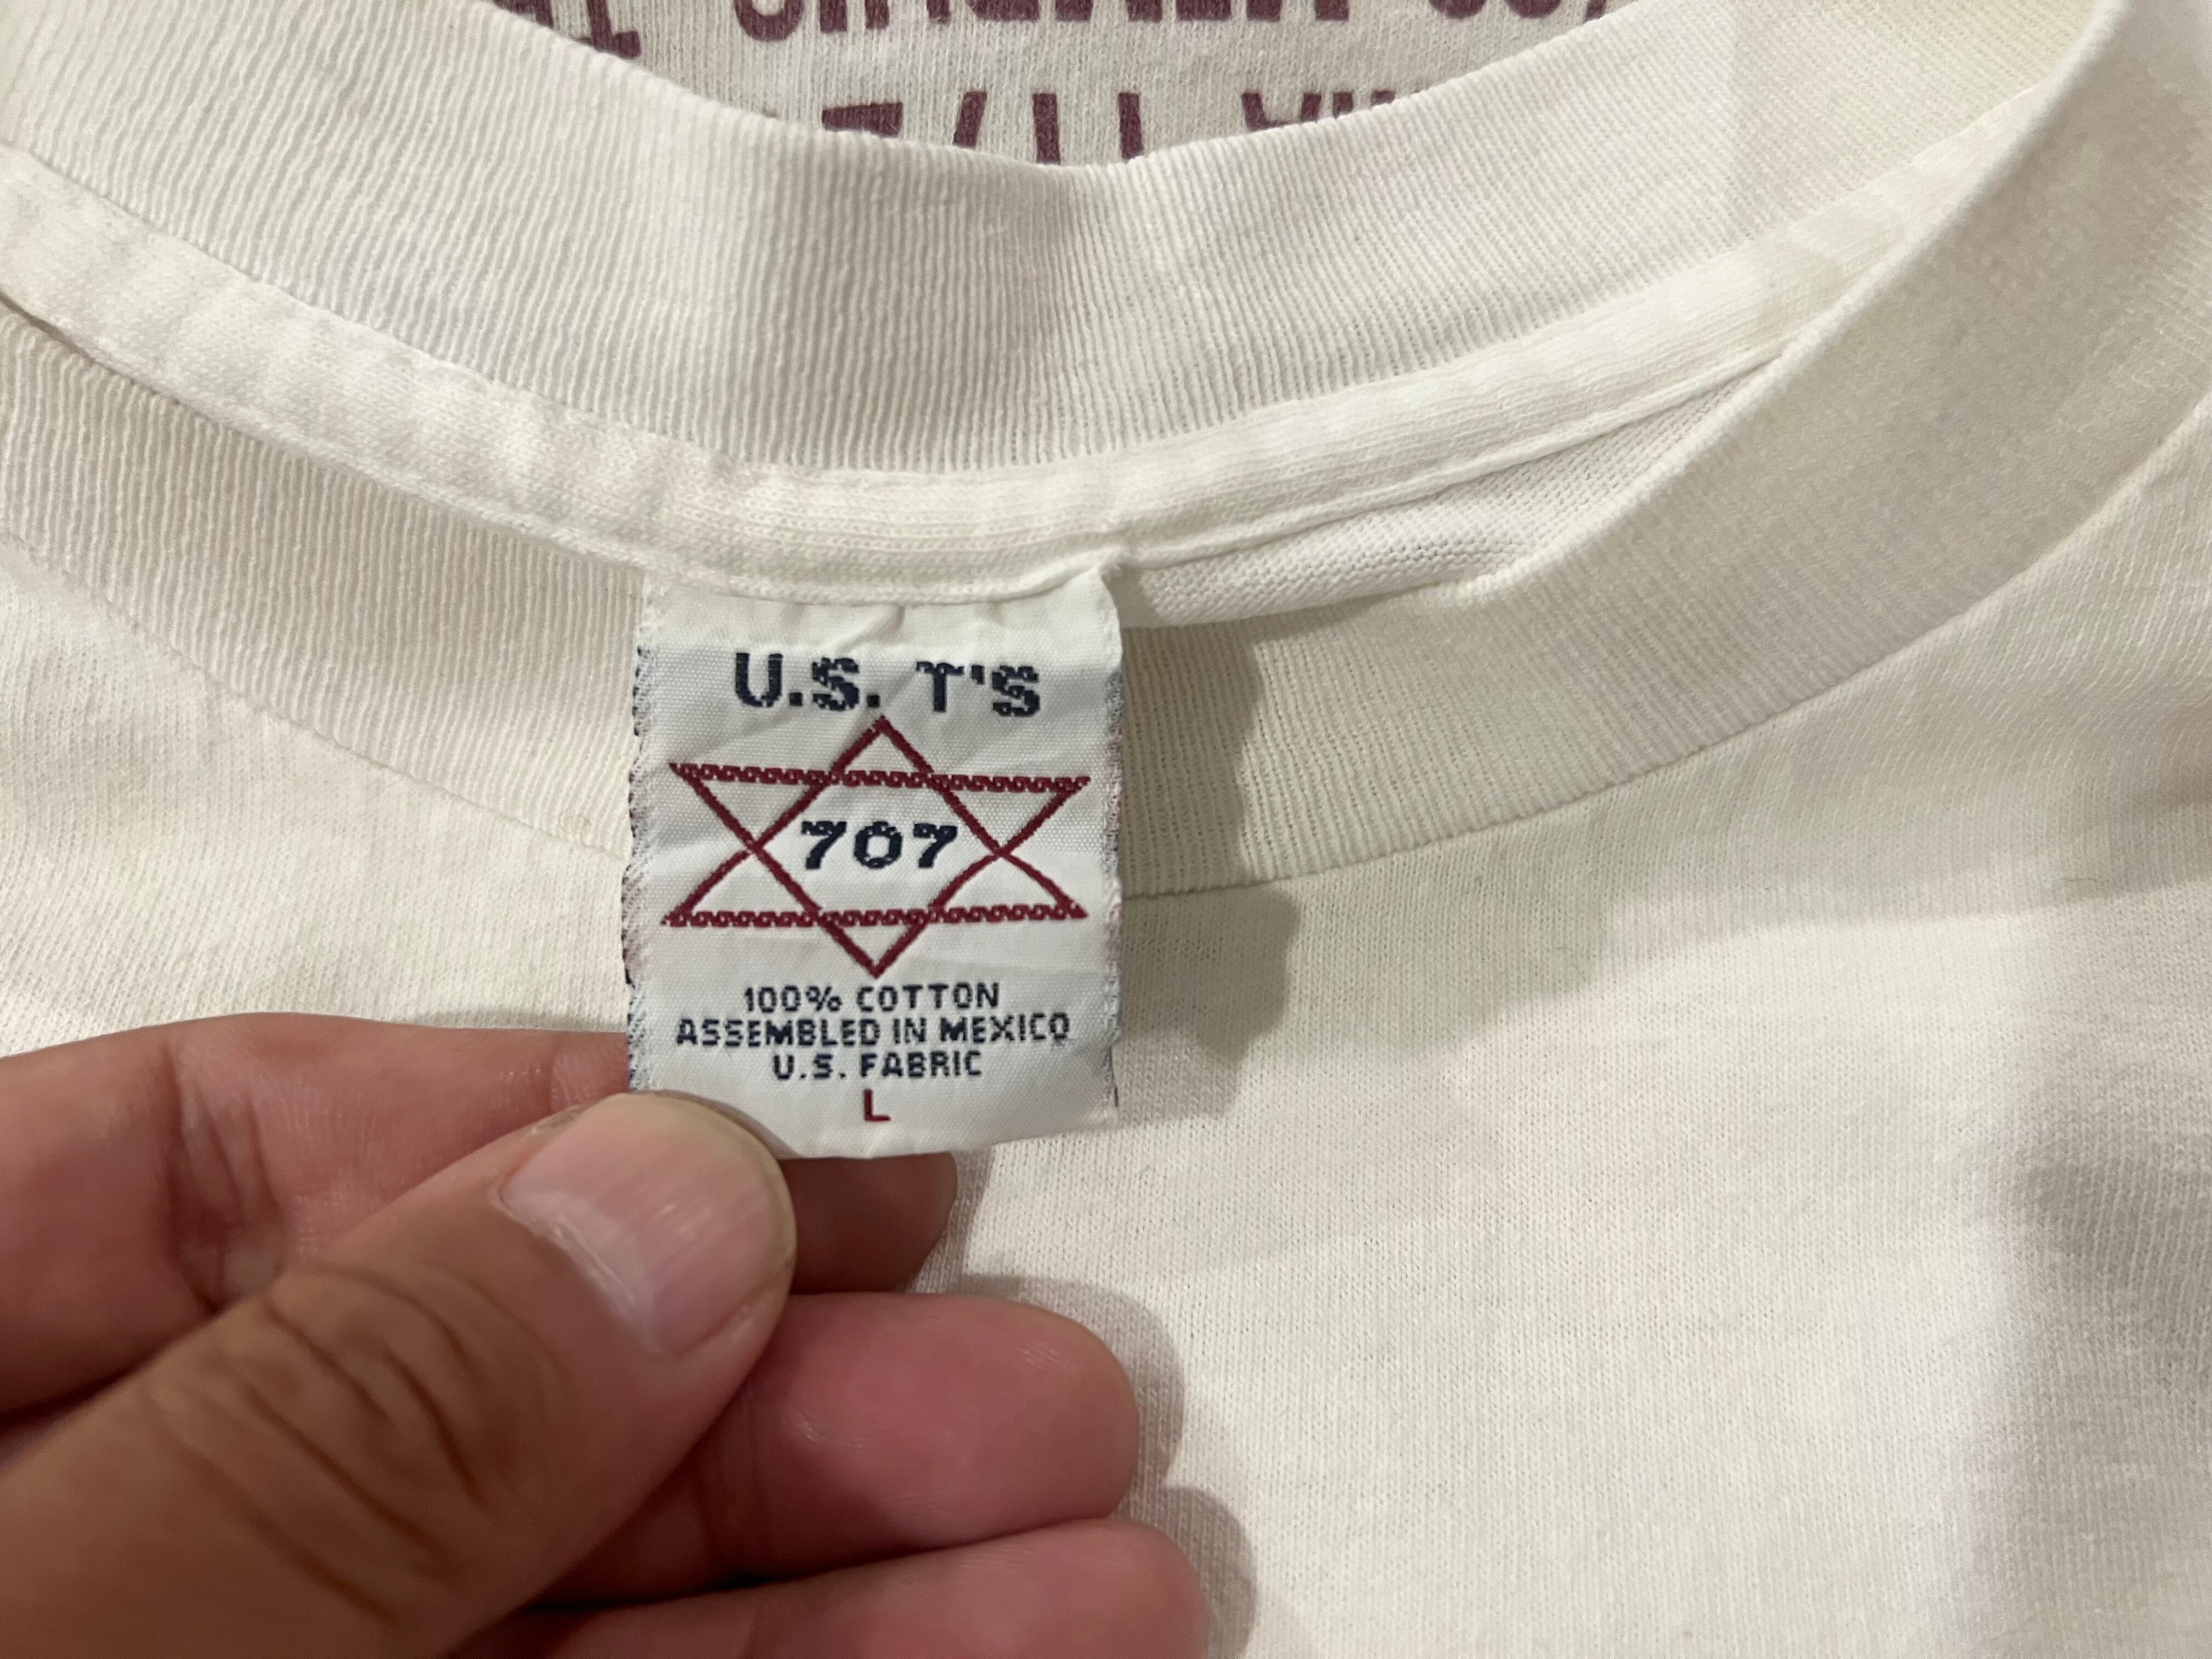 U.S. T'S
707
100% COTTON
ASSEMBLED IN MEXICO
U.S. FABRIC
L